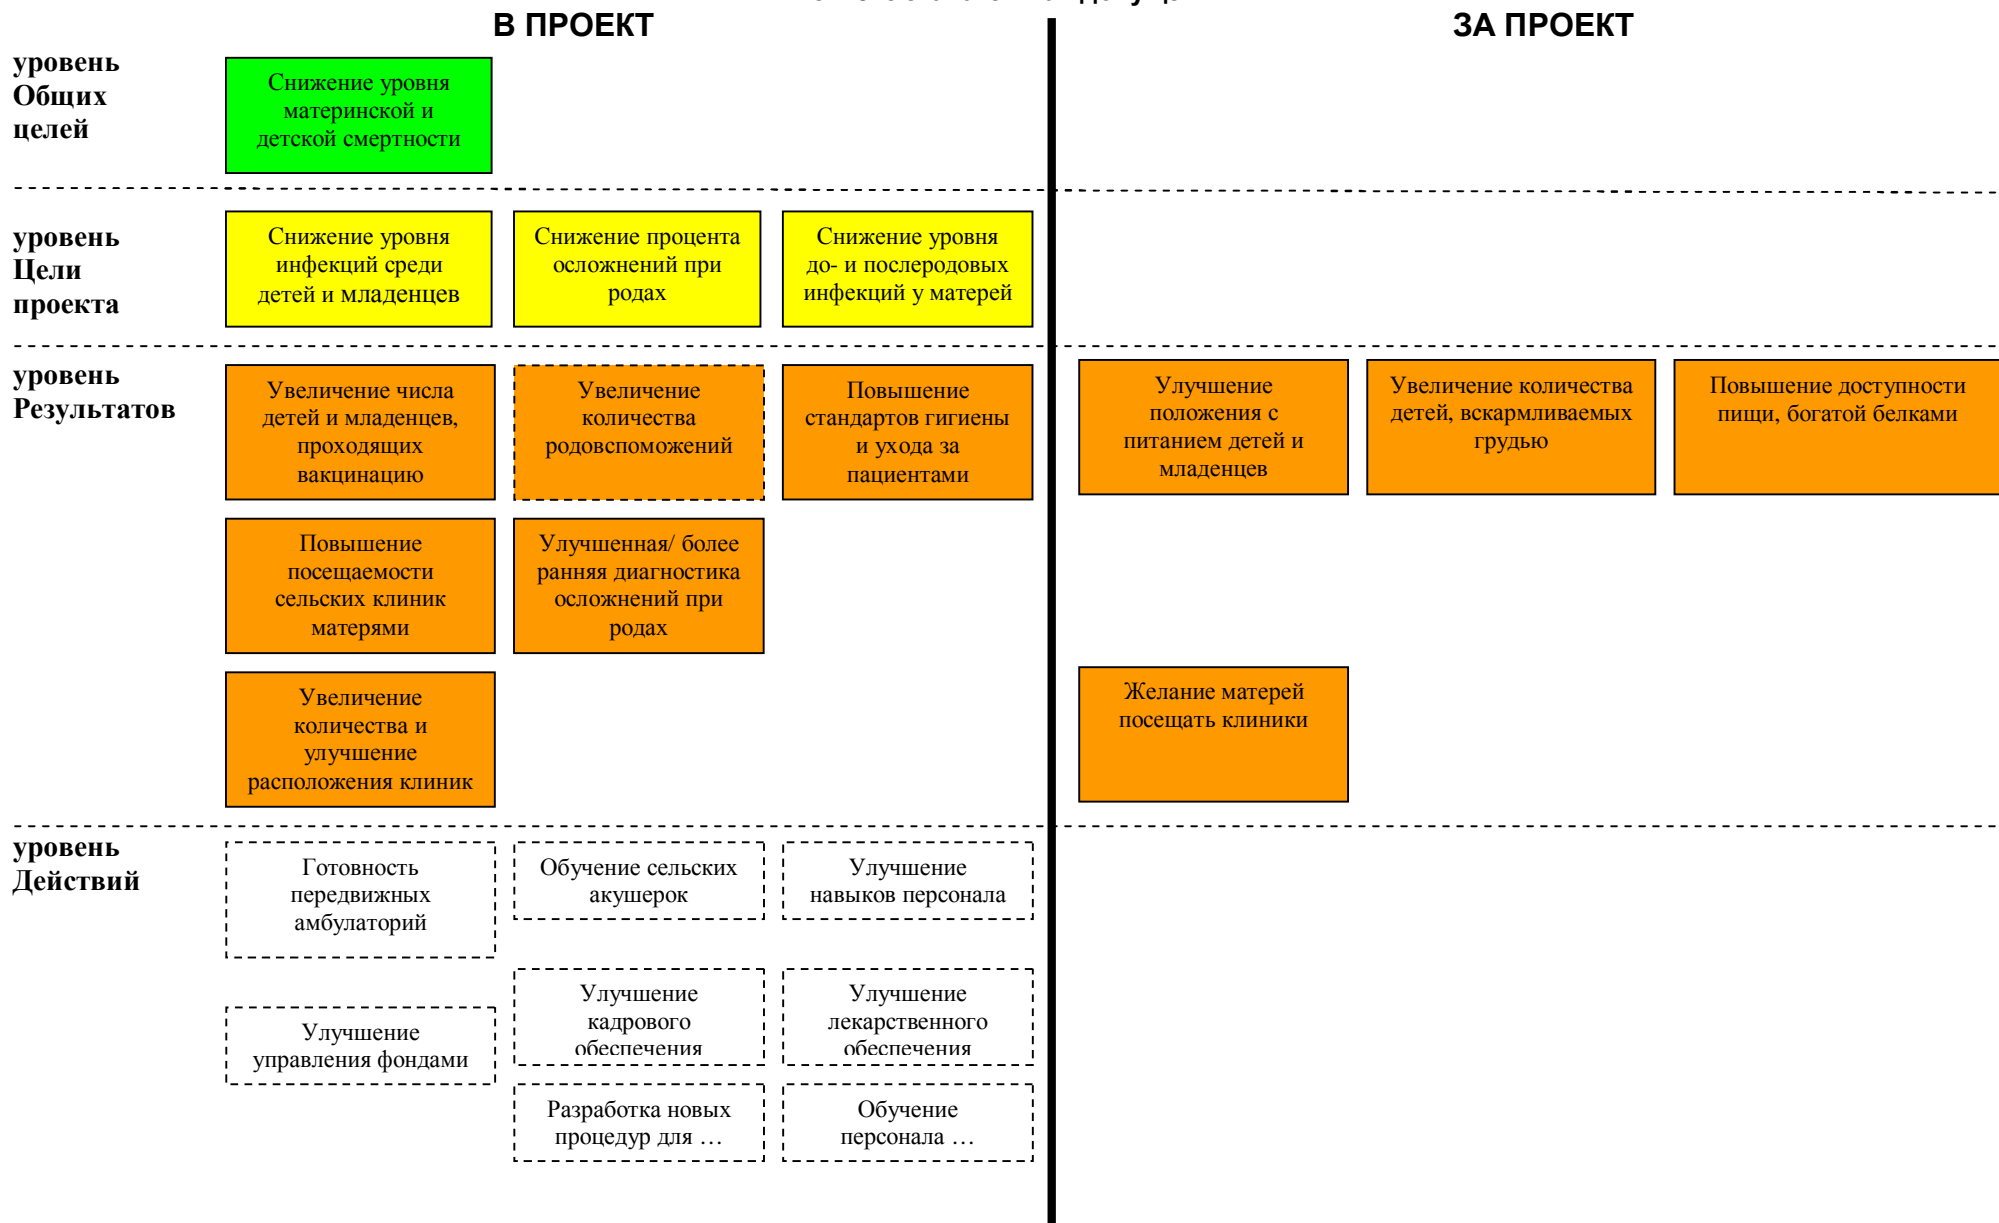 В ПРОЕКТ
ЗА ПРОЕКТ
уровень
Общих
целей
Снижение уровня
материнской и
детской смертности
уровень
Цели
проекта
Снижение уровня
инфекций среди
детей и младенцев
Снижение процента
осложнений при
родах
Снижение уровня
до- и послеродовых
инфекций у матерей
уровень
Результатов
Увеличение числа
детей и младенцев,
проходящих
вакцинацию
Увеличение
количества
родовспоможений
Повышение
стандартов гигиены
и ухода за
пациентами
Улучшение
положения с
питанием детей и
младенцев
Увеличение количества
детей, вскармливаемых
грудью
Повышение доступности
пищи, богатой белками
Повышение
посещаемости
сельских клиник
матерями
Улучшенная/ более
ранняя диагностика
осложнений при
родах
Увеличение
количества и
улучшение
расположения клиник
Желание матерей
посещать клиники
уровень
Действий
Готовность
передвижных
амбулаторий
Обучение сельских
акушерок
Улучшение
навыков персонала
Улучшение
управления фондами
Улучшение
кадрового
обеспечения
Улучшение
лекарственного
обеспечения
Разработка новых
процедур для …
Обучение
персонала …